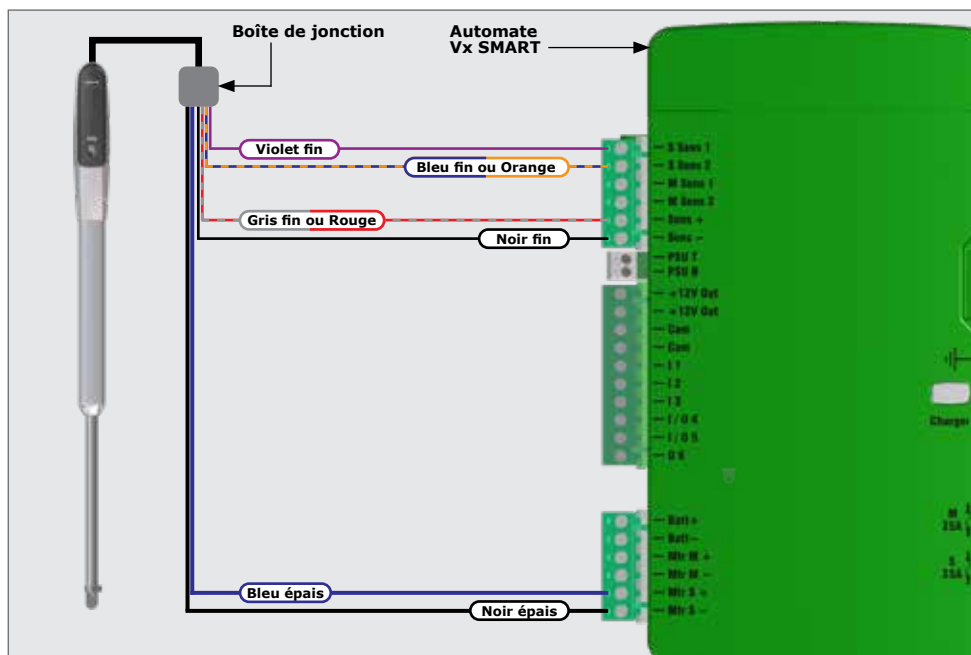 Boîte de jonction
Automate
Vx SMART
Violet fin
Bleu fin ou Orange
Gris fin ou Rouge
Noir fin
S Sens 1
S Sens 2
M Sens 1
M Sens 2
Sens +
Sens –
PSU T
PSU N
+12V Out
+12V Out
Com
Com
I 1
I 2
I 3
I / O 4
I / O 5
O 6
Charger
Batt+
Batt–
Mtr M +
Mtr M –
Mtr S +
Mtr S –
M
25A
S
Bleu épais
Noir épais